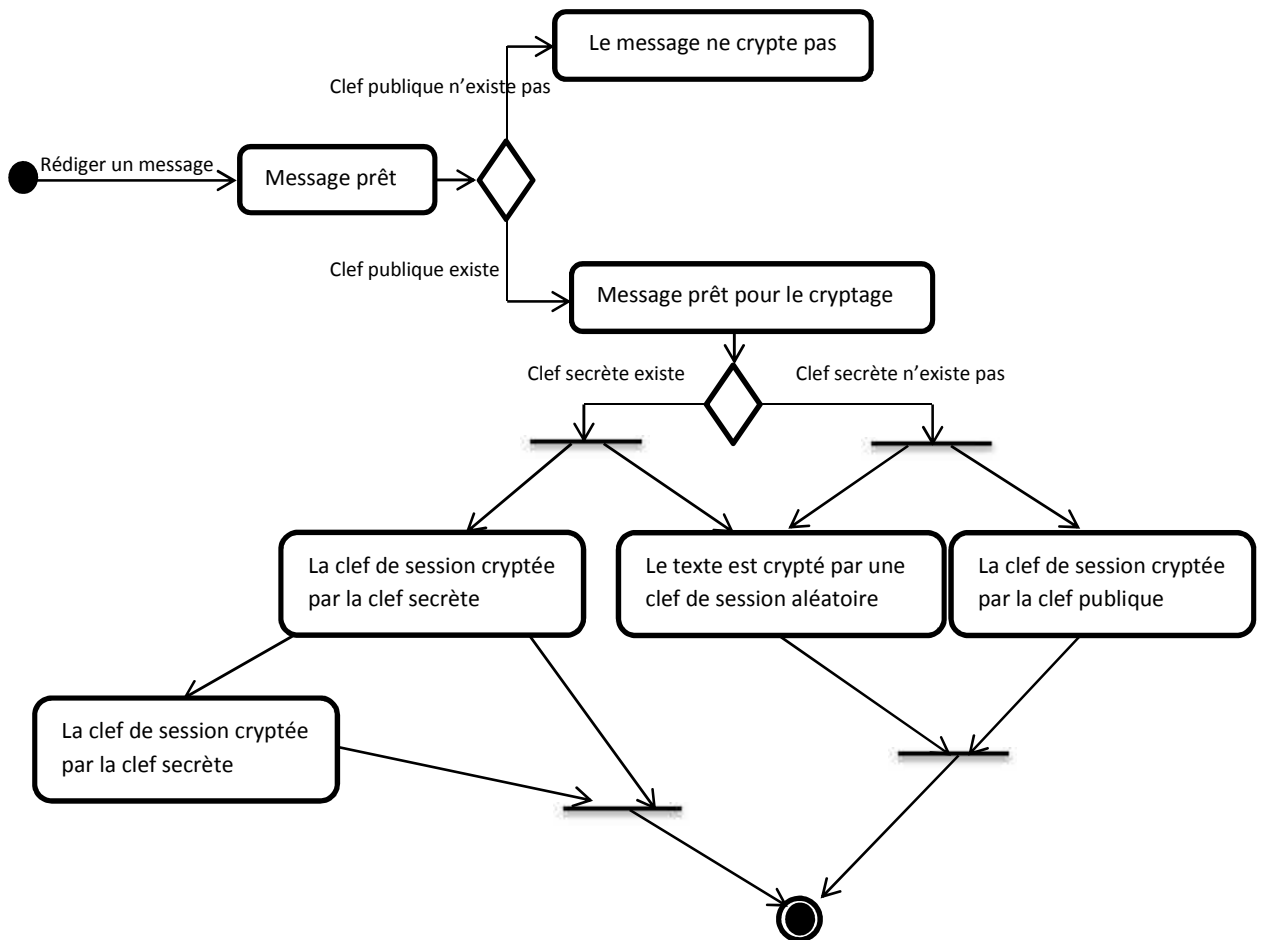 Le message ne crypte pas
Clef publique n’existe pas
Rédiger un message
Message prêt
Clef publique existe
Message prêt pour le cryptage
Clef secrète existe
Clef secrète n’existe pas
La clef de session cryptée
par la clef secrète
Le texte est crypté par une
clef de session aléatoire
La clef de session cryptée
par la clef publique
La clef de session cryptée
par la clef secrète